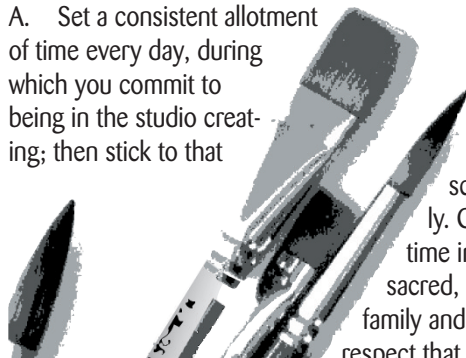 A. Set a consistent allotment
of time every day, during
which you commit to
being in the studio creat-
ing; then stick to that
ly.
time
sacred,
family and
respect that